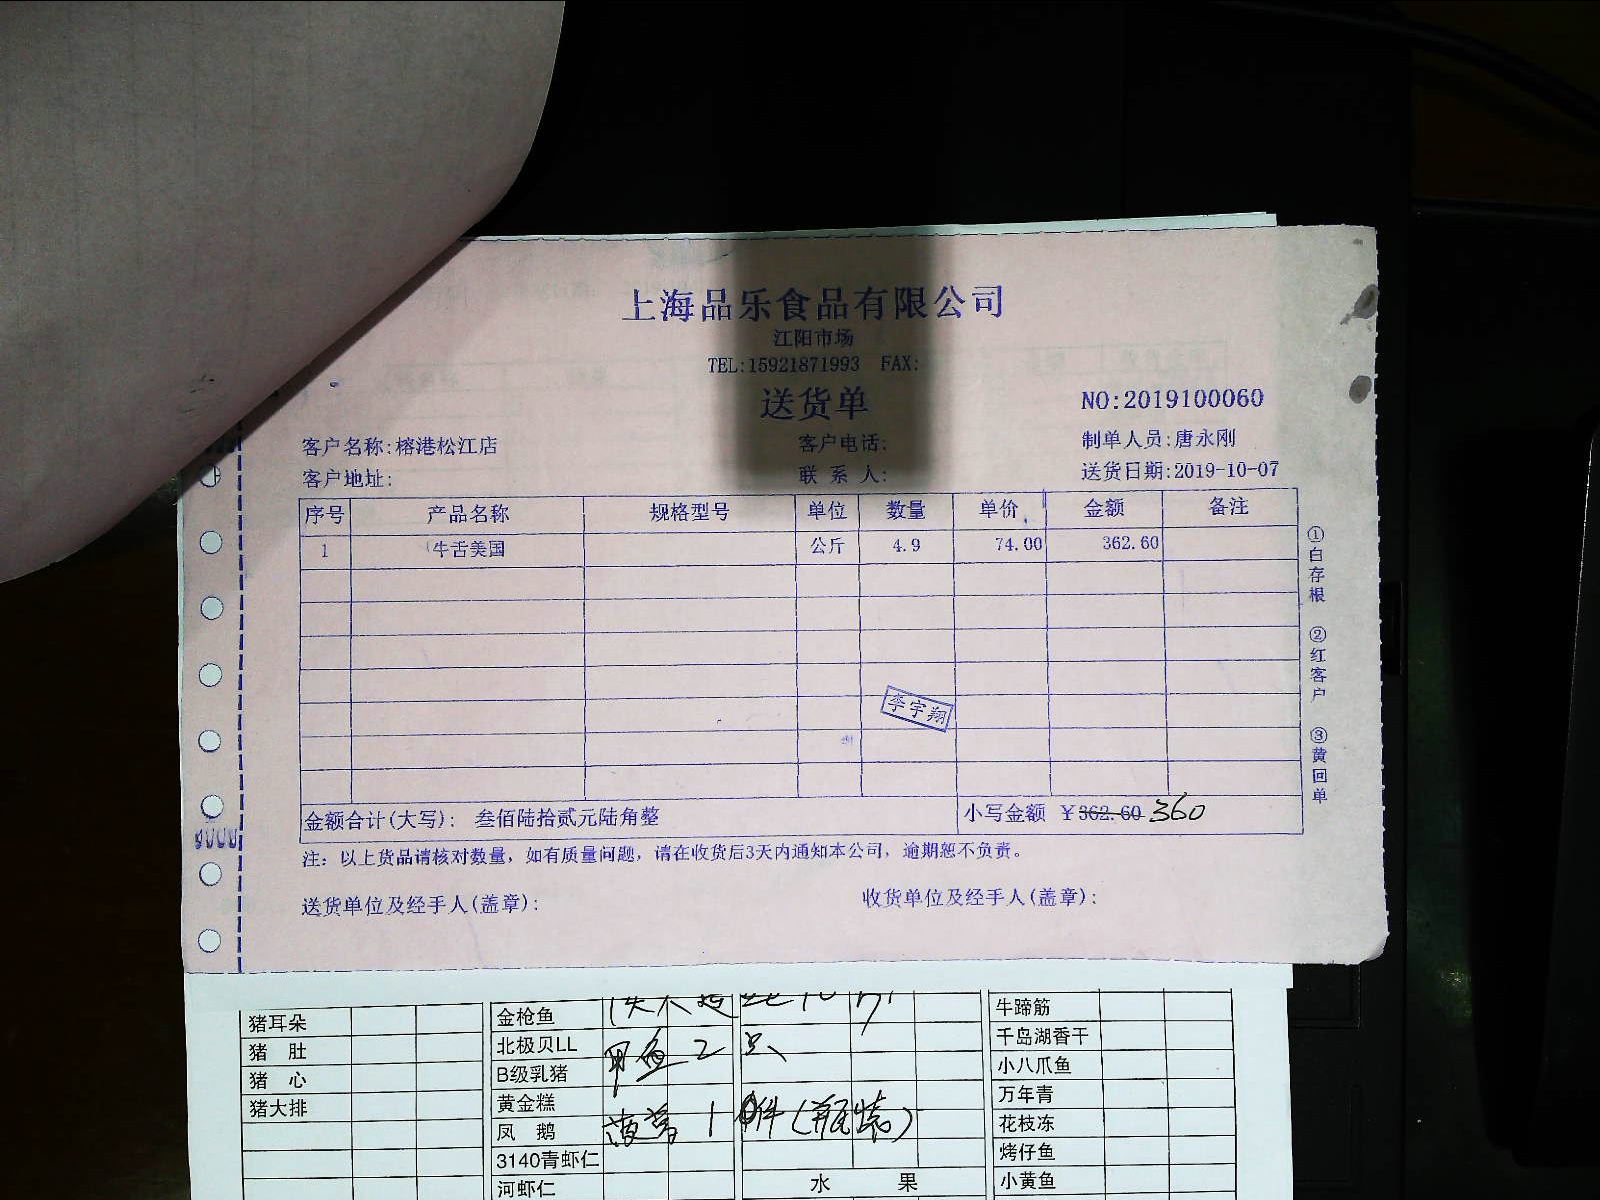 上海品乐食品有限公司
江阳市场
TEL:15921871993 FAX:
送货单
NO:2019100060
客户名称:榕港松江店 客户电话: 制单人员:唐永刚
客户地址: 联系人: 送货日期:2019-10-07
序号 产品名称 规格型号 单位 数量 单价 金额 备注
1 牛舌美国 公斤 4.9 74.00 362.60
李宇翔
金额合计(大写): 叁佰陆拾贰元陆角整 小写金额 ¥362.60 360
注: 以上货品请核对数量, 如有质量问题, 请在收货后3天内通知本公司, 逾期恕不负责。
送货单位及经手人(盖章): 收货单位及经手人(盖章):
①白存根 ②红客户 ③黄回单
猪耳朵 金枪鱼 牛蹄筋
猪肚 北极贝LL 甲鱼 2只 千岛湖香干
猪心 B级乳猪 小八爪鱼
猪大排 黄金糕 万年青
凤鹅 菠萝 1件(瓶装) 花枝冻
3140青虾仁 烤仔鱼
河虾仁 水果 小黄鱼